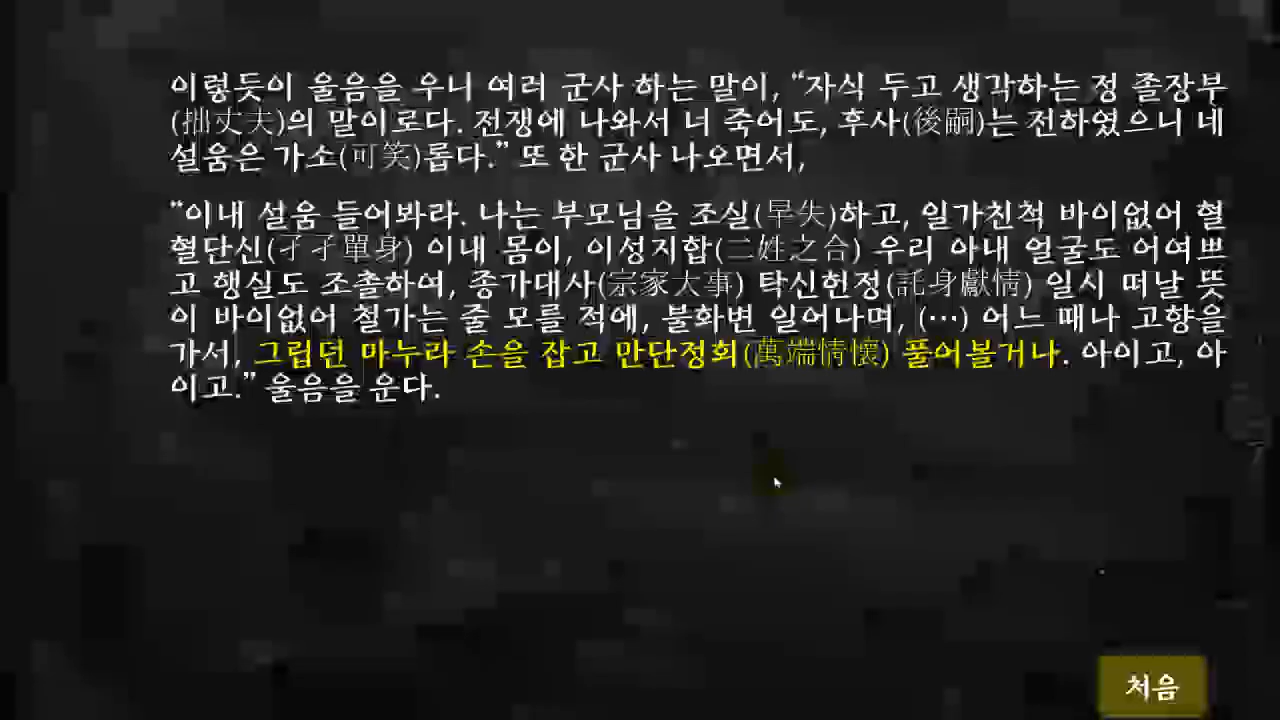 이렇듯이 울음을 우니 여러 군사 하는 말이, “자식 두고 생각하는 정 졸장부
(拙丈夫)의 말이로다. 전쟁에 나와서 너 죽어도, 후사(後嗣)는 전하였으니 네
설움은 가소(可笑)롭다.” 또 한 군사 나오면서,
“이내 설움 들어봐라. 나는 부모님을 조실(早失)하고, 일가친척 바이없어 혈
혈단신(孑孑單身) 이내 몸이, 이성지합(二姓之合) 우리 아내 얼굴도 어여쁘
고 행실도 조촐하여, 종가대사(宗家大事) 탁신헌정(託身獻情) 일시 떠날 뜻
이 바이없어 철가는 줄 모를 적에, 불화변 일어나며, (…) 어느 때나 고향을
가서, 그립던 마누라 손을 잡고 만단정회(萬端情懷) 풀어볼거나. 아이고, 아
이고.” 울음을 운다.
처음